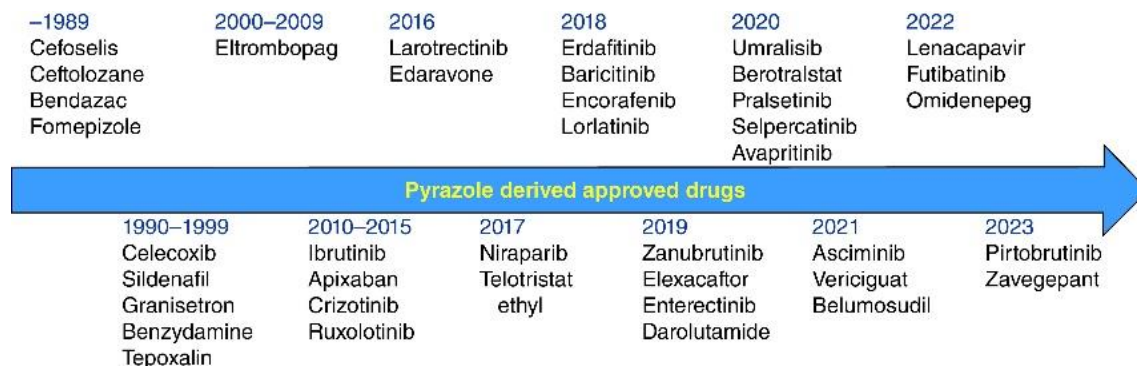 –1989
Cefoselis
Ceftolozane
Bendazac
Fomepizole
2000–2009
Eltrombopag
2016
Larotrectinib
Edaravone
2018
Erdafitinib
Baricitinib
Encorafenib
Lorlatinib
2020
Umralisib
Berotralstat
Pralsetinib
Selpercatinib
Avapritinib
2022
Lenacapavir
Futibatinib
Omidenepeg
Pyrazole derived approved drugs
1990–1999
Celecoxib
Sildenafil
Granisetron
Benzydamine
Tepoxalin
2010–2015
Ibrutinib
Apixaban
Crizotinib
Ruxolotinib
2017
Niraparib
Telotristat
ethyl
2019
Zanubrutinib
Elexacaftor
Enterectinib
Darolutamide
2021
Asciminib
Vericiguat
Belumosudil
2023
Pirtobrutinib
Zavegepant